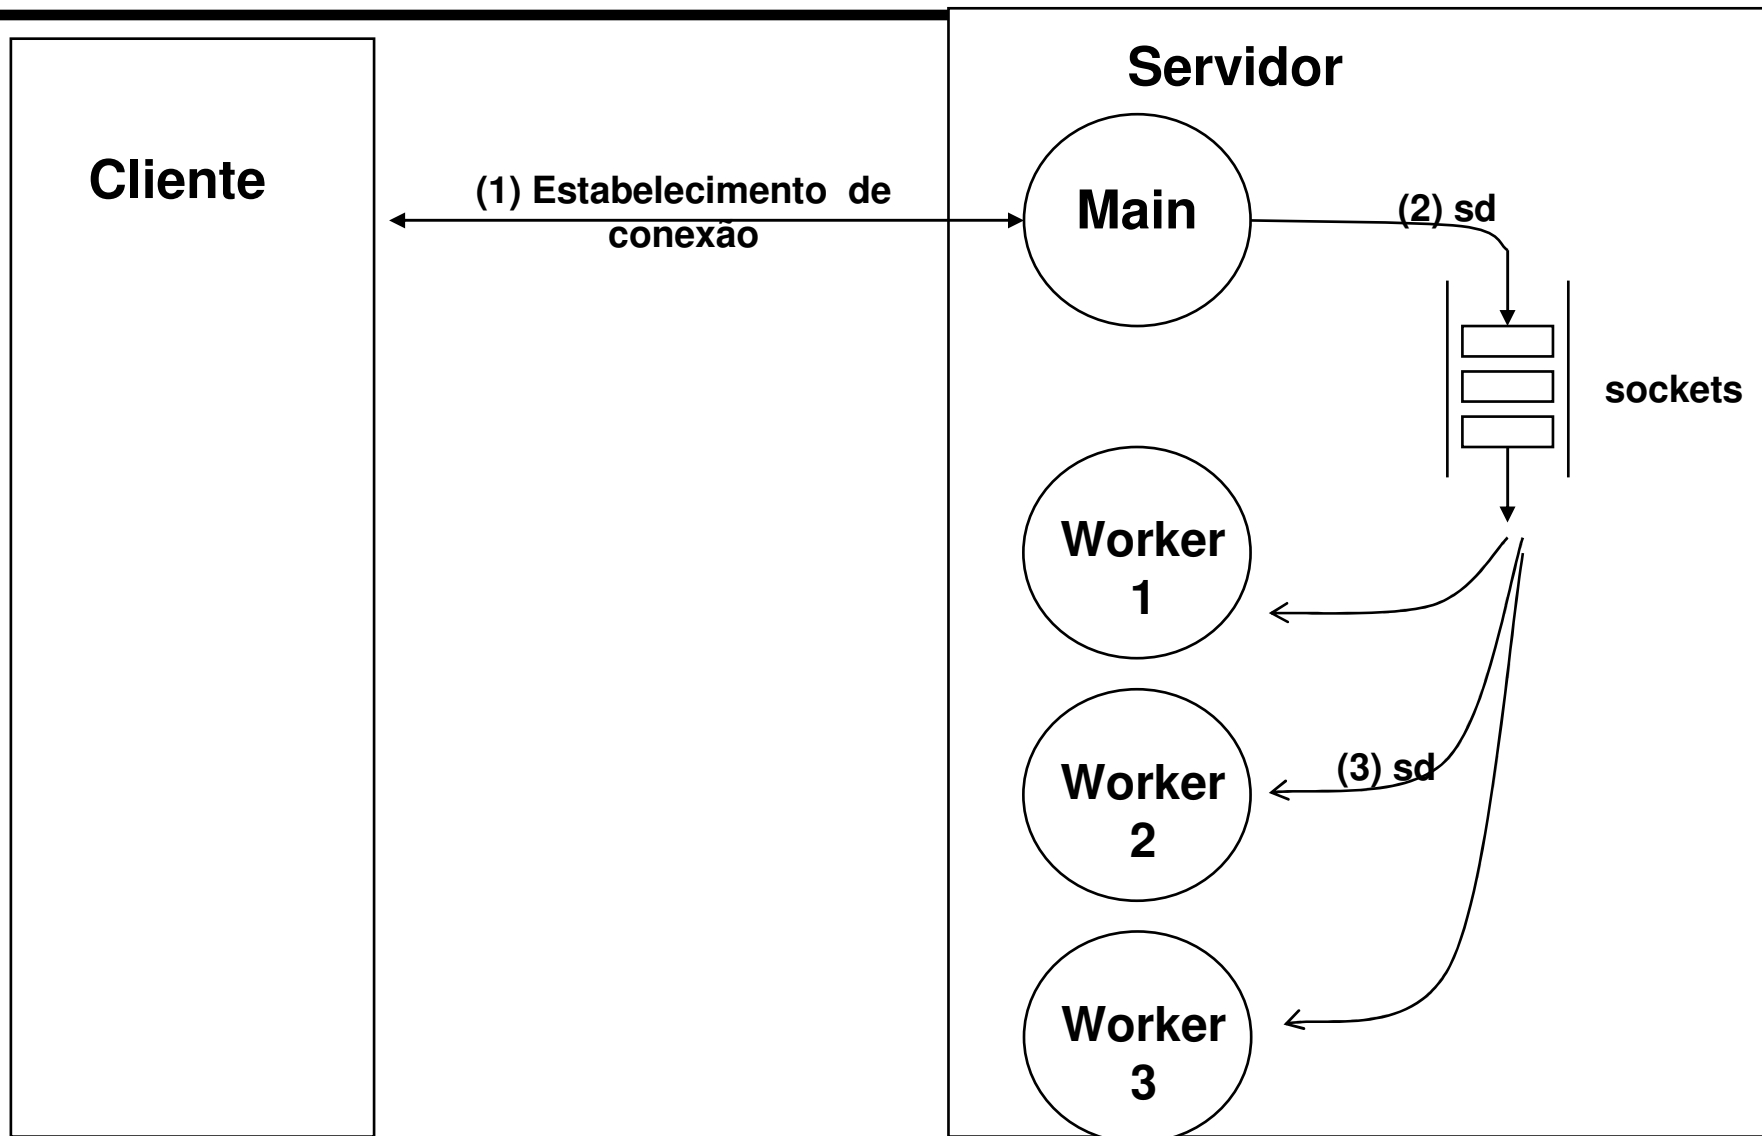 Servidor
Cliente
(1) Estabelecimento de
conexão
Main
(2) sd
sockets
Worker
1
Worker
2
(3) sd
Worker
3